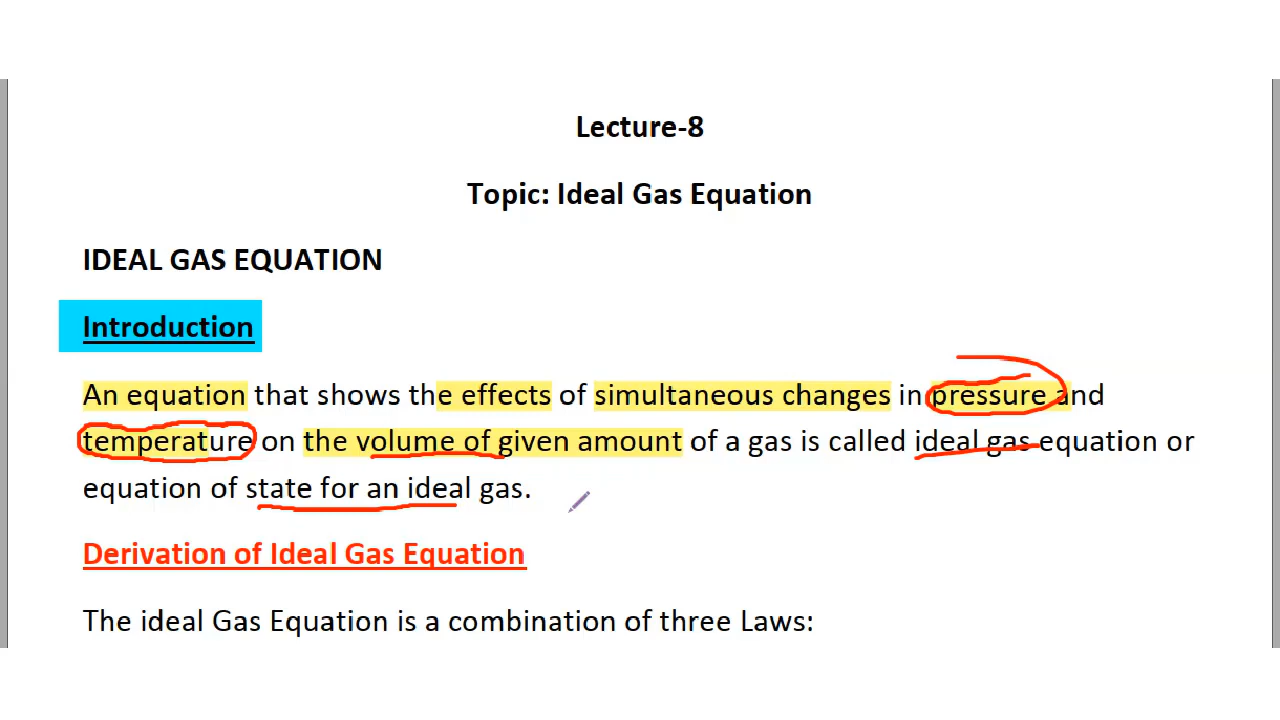 Lecture-8
Topic: Ideal Gas Equation
IDEAL GAS EQUATION
Introduction
An equation that shows the effects of simultaneous changes in pressure and
temperature on the volume of given amount of a gas is called ideal gas equation or
equation of state for an ideal gas.
Derivation of Ideal Gas Equation
The ideal Gas Equation is a combination of three Laws: